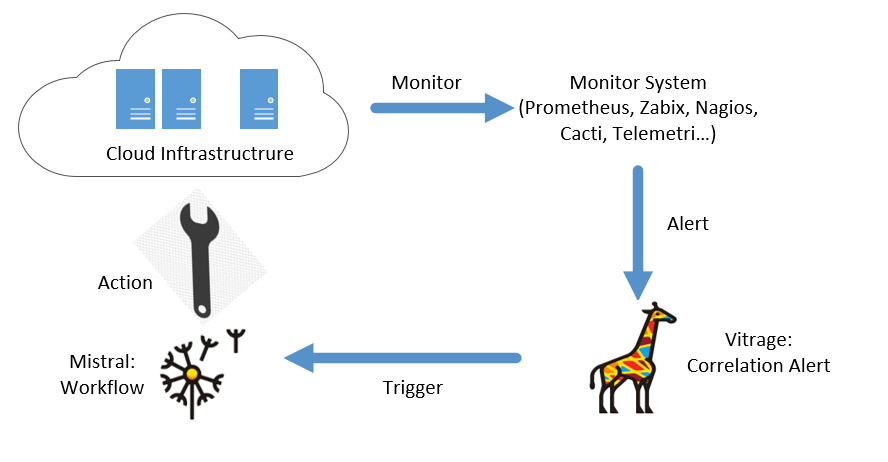 Cloud Inftrastructrure
Monitor
Monitor System
(Prometheus, Zabix, Nagios,
Cacti, Telemetri...)
Alert
Vitrage:
Correlation Alert
Trigger
Mistral:
Workflow
Action